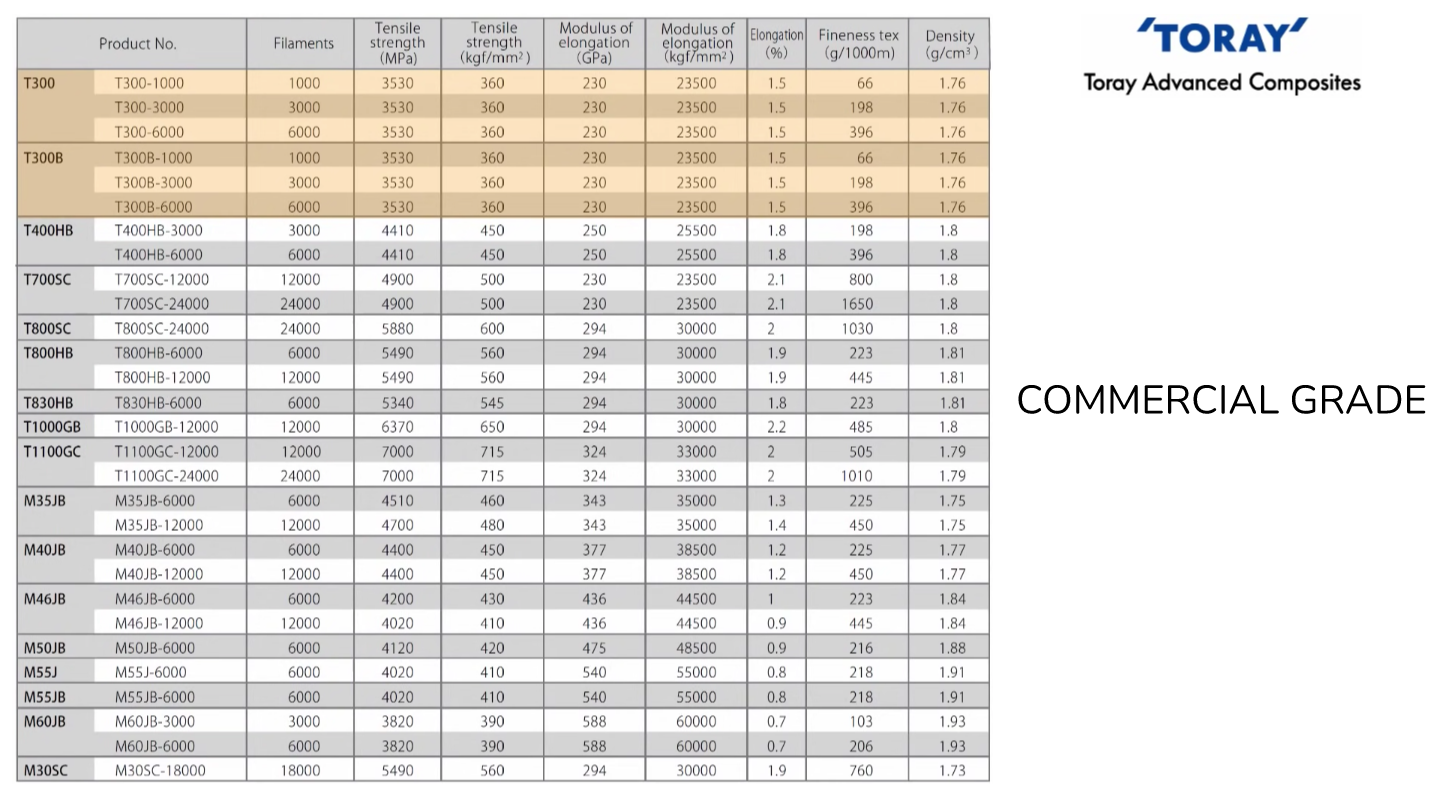 Product No. Filaments Tensile strength (MPa) Tensile strength (kgf/mm²) Modulus of elongation (GPa) Modulus of elongation (kgf/mm²) Elongation (%) Fineness tex (g/1000m) Density (g/cm³)
T300 T300-1000 1000 3530 360 230 23500 1.5 66 1.76
T300-3000 3000 3530 360 230 23500 1.5 198 1.76
T300-6000 6000 3530 360 230 23500 1.5 396 1.76
T300B T300B-1000 1000 3530 360 230 23500 1.5 66 1.76
T300B-3000 3000 3530 360 230 23500 1.5 198 1.76
T300B-6000 6000 3530 360 230 23500 1.5 396 1.76
T400HB T400HB-3000 3000 4410 450 250 25500 1.8 198 1.8
T400HB-6000 6000 4410 450 250 25500 1.8 396 1.8
T700SC T700SC-12000 12000 4900 500 230 23500 2.1 800 1.8
T700SC-24000 24000 4900 500 230 23500 2.1 1650 1.8
T800SC T800SC-24000 24000 5880 600 294 30000 2 1030 1.8
T800HB T800HB-6000 6000 5490 560 294 30000 1.9 223 1.81
T800HB-12000 12000 5490 560 294 30000 1.9 445 1.81
T830HB T830HB-6000 6000 5340 545 294 30000 1.8 223 1.81
T1000GB T1000GB-12000 12000 6370 650 294 30000 2.2 485 1.8
T1100GC T1100GC-12000 12000 7000 715 324 33000 2 505 1.79
T1100GC-24000 24000 7000 715 324 33000 2 1010 1.79
M35JB M35JB-6000 6000 4510 460 343 35000 1.3 225 1.75
M35JB-12000 12000 4700 480 343 35000 1.4 450 1.75
M40JB M40JB-6000 6000 4400 450 377 38500 1.2 225 1.77
M40JB-12000 12000 4400 450 377 38500 1.2 450 1.77
M46JB M46JB-6000 6000 4200 430 436 44500 1 223 1.84
M46JB-12000 12000 4020 410 436 44500 0.9 445 1.84
M50JB M50JB-6000 6000 4120 420 475 48500 0.9 216 1.88
M55J M55J-6000 6000 4020 410 540 55000 0.8 218 1.91
M55JB M55JB-6000 6000 4020 410 540 55000 0.8 218 1.91
M60JB M60JB-3000 3000 3820 390 588 60000 0.7 103 1.93
M60JB-6000 6000 3820 390 588 60000 0.7 206 1.93
M30SC M30SC-18000 18000 5490 560 294 30000 1.9 760 1.73
'TORAY'
Toray Advanced Composites
COMMERCIAL GRADE